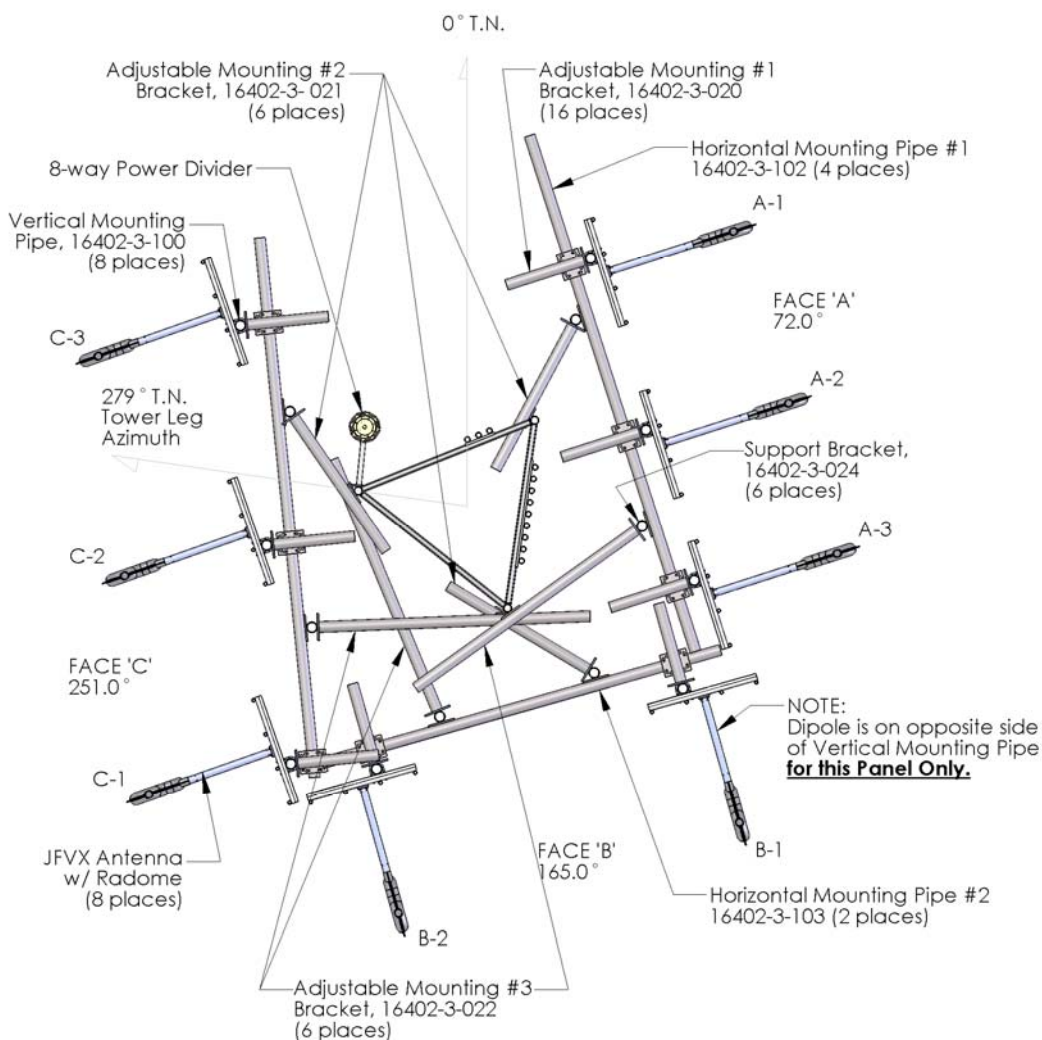 0° T.N.
Adjustable Mounting #2
Bracket, 16402-3- 021
(6 places)
Adjustable Mounting #1
Bracket, 16402-3-020
(16 places)
8-way Power Divider
Horizontal Mounting Pipe #1
16402-3-102 (4 places)
Vertical Mounting
Pipe, 16402-3-100
(8 places)
A-1
FACE 'A'
72.0°
C-3
A-2
279° T.N.
Tower Leg
Azimuth
Support Bracket,
16402-3-024
(6 places)
C-2
A-3
FACE 'C'
251.0°
NOTE:
Dipole is on opposite side
of Vertical Mounting Pipe
for this Panel Only.
C-1
JFVX Antenna
w/ Radome
(8 places)
FACE 'B'
165.0°
B-1
Horizontal Mounting Pipe #2
16402-3-103 (2 places)
B-2
Adjustable Mounting #3
Bracket, 16402-3-022
(6 places)